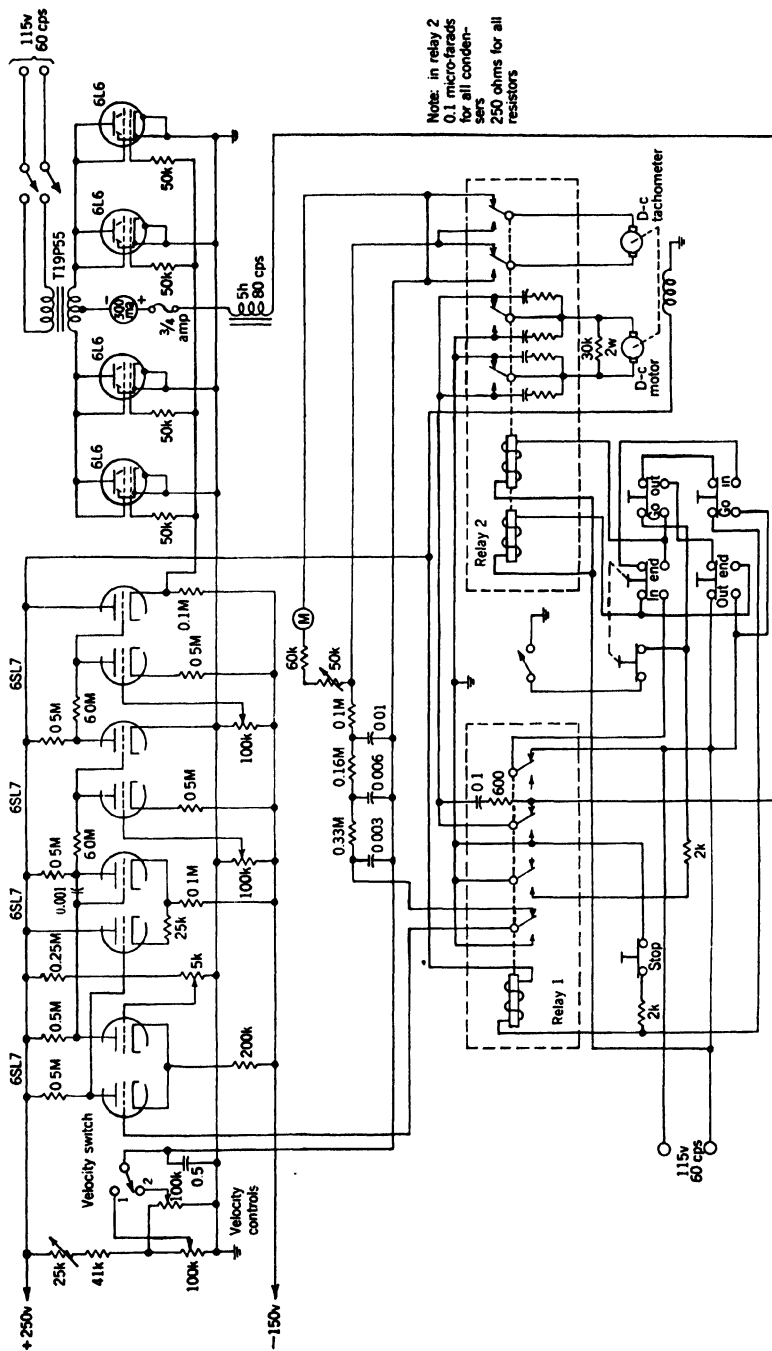 +250v
−150v
25k
41k
100k
Velocity switch
1
2
100k
0.5
Velocity
controls
6SL7
0 5M
0 5M
0.25M
200k
5k
6SL7
0 5M
0.001
25k
0 1M
6 0M
100k
6SL7
0 5M
0 5M
6 0M
100k
6SL7
0 5M
0.1M
6L6
50k
6L6
50k
300
ma
−
+
3/4
amp
T19P55
5h
80 cps
6L6
50k
6L6
50k
115v
60 cps
60k
M
50k
0.1M
0.16M
0.33M
0 01
0 006
0 003
Note: in relay 2
0.1 micro-farads
for all conden-
sers
250 ohms for all
resistors
Relay 1
0 1
600
Relay 2
30k
2w
D-c
motor
D-c
tachometer
Stop
2k
2k
In end
Out end
Go out
Go in
115v
60 cps